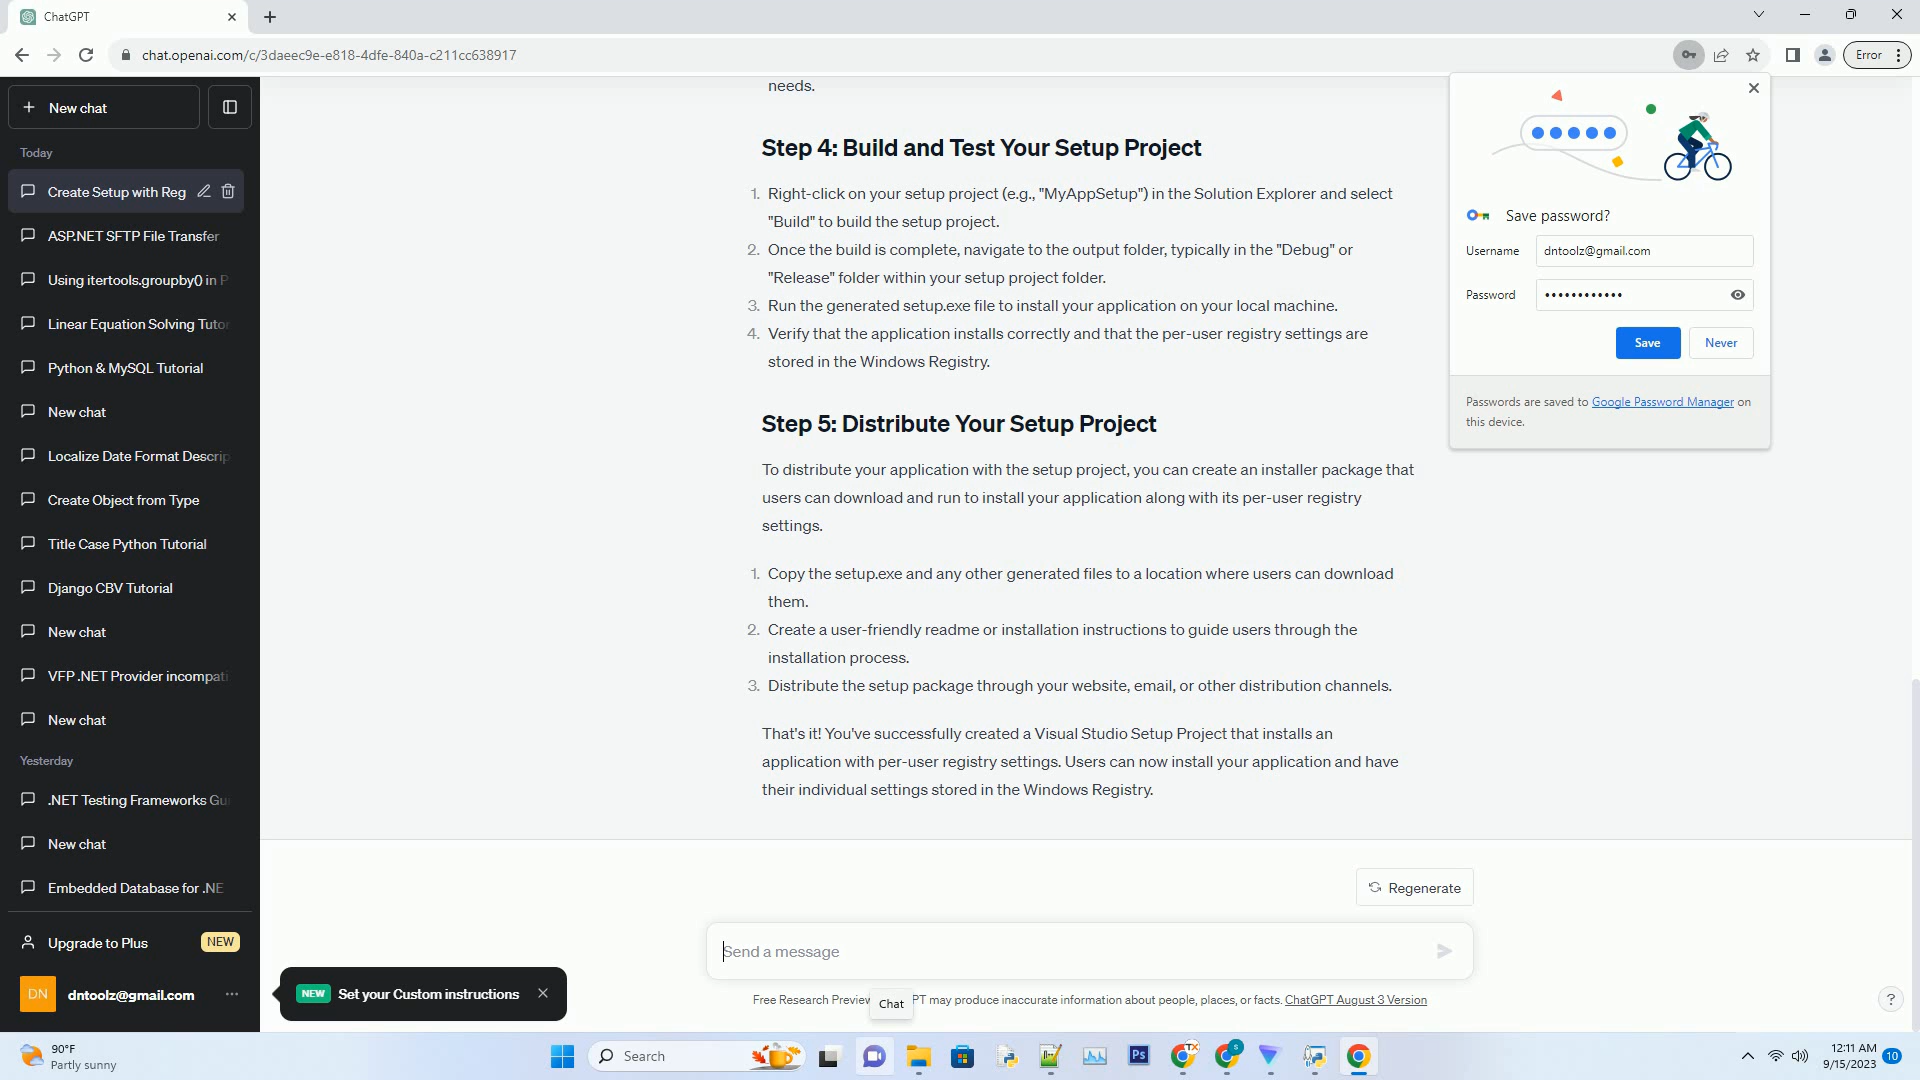 ChatGPT
chat.openai.com/c/3daeec9e-e818-4dfe-840a-c211cc638917
Error
New chat
Today
Create Setup with Reg
ASP.NET SFTP File Transfer
Using itertools.groupby() in P
Linear Equation Solving Tutor
Python & MySQL Tutorial
New chat
Localize Date Format Descrip
Create Object from Type
Title Case Python Tutorial
Django CBV Tutorial
New chat
VFP .NET Provider incompati
New chat
Yesterday
.NET Testing Frameworks Gu
New chat
Embedded Database for .NE
Upgrade to Plus NEW
DN dntoolz@gmail.com
NEW Set your Custom instructions
needs.
Step 4: Build and Test Your Setup Project
1. Right-click on your setup project (e.g., "MyAppSetup") in the Solution Explorer and select
"Build" to build the setup project.
2. Once the build is complete, navigate to the output folder, typically in the "Debug" or
"Release" folder within your setup project folder.
3. Run the generated setup.exe file to install your application on your local machine.
4. Verify that the application installs correctly and that the per-user registry settings are
stored in the Windows Registry.
Step 5: Distribute Your Setup Project
To distribute your application with the setup project, you can create an installer package that
users can download and run to install your application along with its per-user registry
settings.
1. Copy the setup.exe and any other generated files to a location where users can download
them.
2. Create a user-friendly readme or installation instructions to guide users through the
installation process.
3. Distribute the setup package through your website, email, or other distribution channels.
That's it! You've successfully created a Visual Studio Setup Project that installs an
application with per-user registry settings. Users can now install your application and have
their individual settings stored in the Windows Registry.
Regenerate
Send a message
Free Research Preview PT may produce inaccurate information about people, places, or facts. ChatGPT August 3 Version
Chat
?
Save password?
Username dntoolz@gmail.com
Password ••••••••••••
Save Never
Passwords are saved to Google Password Manager on
this device.
90°F
Partly sunny
Search
Ps
TX
S
12:11 AM
9/15/2023
10